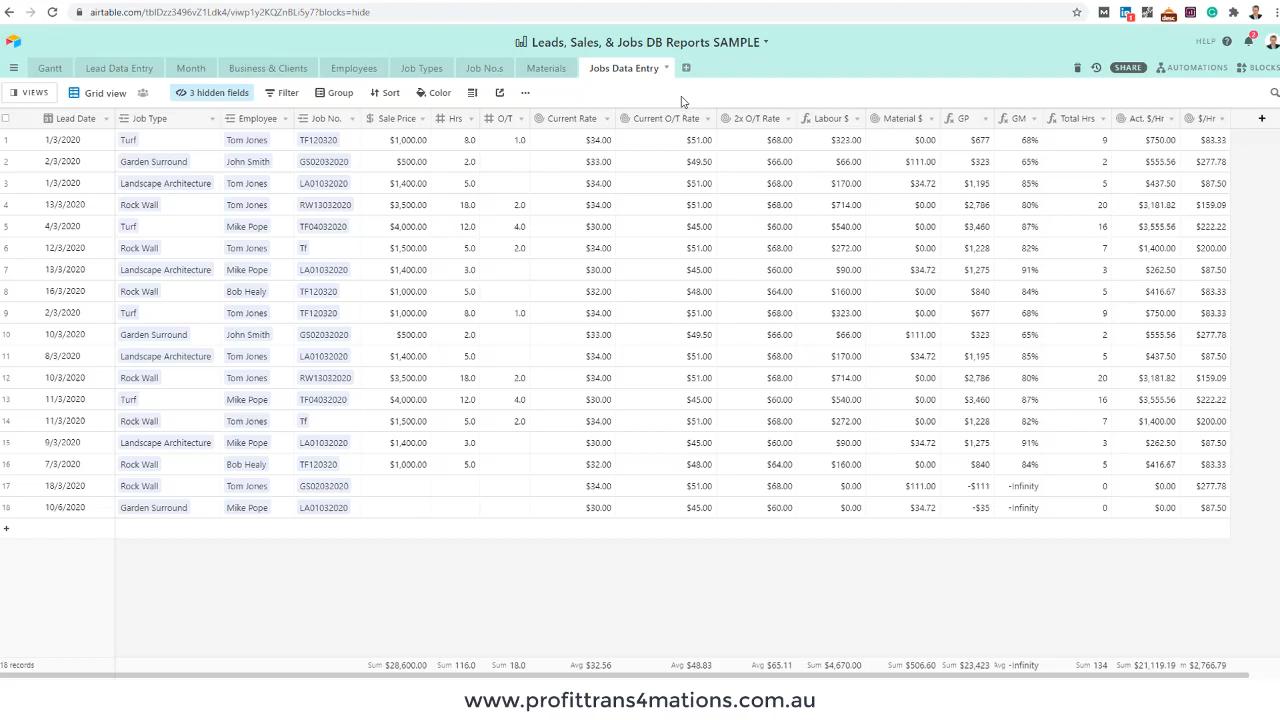 airtable.com/tblDzz3496vZ1Ldk4/viwp1y2KQZnBLi5y7?blocks=hide
Leads, Sales, & Jobs DB Reports SAMPLE
HELP
2
Gantt Lead Data Entry Month Business & Clients Employees Job Types Job No.s Materials Jobs Data Entry
SHARE AUTOMATIONS BLOCKS
VIEWS Grid view 3 hidden fields Filter Group Sort Color
Lead Date Job Type Employee Job No. Sale Price Hrs O/T Current Rate Current O/T Rate 2x O/T Rate Labour $ Material $ GP GM Total Hrs Act. $/Hr $/Hr
1 1/3/2020 Turf Tom Jones TF120320 $1,000.00 8.0 1.0 $34.00 $51.00 $68.00 $323.00 $0.00 $677 68% 9 $750.00 $83.33
2 2/3/2020 Garden Surround John Smith GS02032020 $500.00 2.0 $33.00 $49.50 $66.00 $66.00 $111.00 $323 65% 2 $555.56 $277.78
3 1/3/2020 Landscape Architecture Tom Jones LA01032020 $1,400.00 5.0 $34.00 $51.00 $68.00 $170.00 $34.72 $1,195 85% 5 $437.50 $87.50
4 13/3/2020 Rock Wall Tom Jones RW13032020 $3,500.00 18.0 2.0 $34.00 $51.00 $68.00 $714.00 $0.00 $2,786 80% 20 $3,181.82 $159.09
5 4/3/2020 Turf Mike Pope TF04032020 $4,000.00 12.0 4.0 $30.00 $45.00 $60.00 $540.00 $0.00 $3,460 87% 16 $3,555.56 $222.22
6 12/3/2020 Rock Wall Tom Jones Tf $1,500.00 5.0 2.0 $34.00 $51.00 $68.00 $272.00 $0.00 $1,228 82% 7 $1,400.00 $200.00
7 13/3/2020 Landscape Architecture Mike Pope LA01032020 $1,400.00 3.0 $30.00 $45.00 $60.00 $90.00 $34.72 $1,275 91% 3 $262.50 $87.50
8 16/3/2020 Rock Wall Bob Healy TF120320 $1,000.00 5.0 $32.00 $48.00 $64.00 $160.00 $0.00 $840 84% 5 $416.67 $83.33
9 2/3/2020 Turf Tom Jones TF120320 $1,000.00 8.0 1.0 $34.00 $51.00 $68.00 $323.00 $0.00 $677 68% 9 $750.00 $83.33
10 10/3/2020 Garden Surround John Smith GS02032020 $500.00 2.0 $33.00 $49.50 $66.00 $66.00 $111.00 $323 65% 2 $555.56 $277.78
11 8/3/2020 Landscape Architecture Tom Jones LA01032020 $1,400.00 5.0 $34.00 $51.00 $68.00 $170.00 $34.72 $1,195 85% 5 $437.50 $87.50
12 10/3/2020 Rock Wall Tom Jones RW13032020 $3,500.00 18.0 2.0 $34.00 $51.00 $68.00 $714.00 $0.00 $2,786 80% 20 $3,181.82 $159.09
13 11/3/2020 Turf Mike Pope TF04032020 $4,000.00 12.0 4.0 $30.00 $45.00 $60.00 $540.00 $0.00 $3,460 87% 16 $3,555.56 $222.22
14 11/3/2020 Rock Wall Tom Jones Tf $1,500.00 5.0 2.0 $34.00 $51.00 $68.00 $272.00 $0.00 $1,228 82% 7 $1,400.00 $200.00
15 9/3/2020 Landscape Architecture Mike Pope LA01032020 $1,400.00 3.0 $30.00 $45.00 $60.00 $90.00 $34.72 $1,275 91% 3 $262.50 $87.50
16 7/3/2020 Rock Wall Bob Healy TF120320 $1,000.00 5.0 $32.00 $48.00 $64.00 $160.00 $0.00 $840 84% 5 $416.67 $83.33
17 18/3/2020 Rock Wall Tom Jones GS02032020 $34.00 $51.00 $68.00 $0.00 $111.00 -$111 -Infinity 0 $0.00 $277.78
18 10/6/2020 Garden Surround Mike Pope LA01032020 $30.00 $45.00 $60.00 $0.00 $34.72 -$35 -Infinity 0 $0.00 $87.50
18 records Sum $28,600.00 Sum 116.0 Sum 18.0 Avg $32.56 Avg $48.83 Avg $65.11 Sum $4,670.00 Sum $506.60 Sum $23,423 Avg -Infinity Sum 134 Sum $21,119.19 m $2,766.79
www.profittrans4mations.com.au